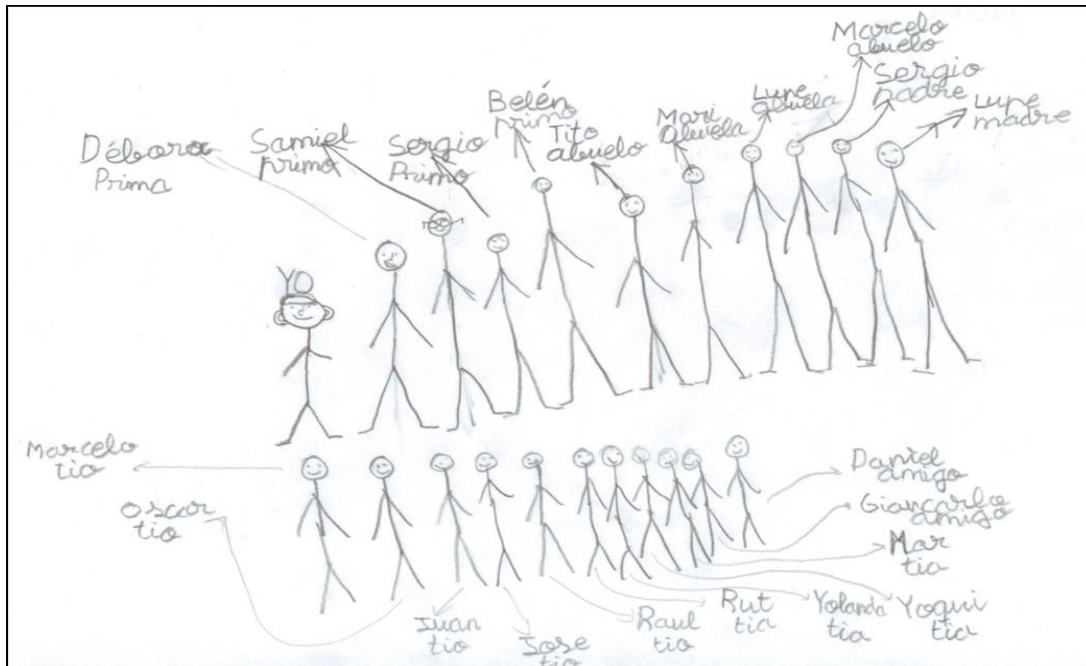 Marcelo
abuelo
Sergio
padre
Lupe
madre
Lupe
abuela
Mari
abuela
Belén
primo
Tito
abuelo
Sergio
Primo
Samiel
primo
Débora
Prima
YO
Marcelo
tio
Oscar
tio
Juan
tio
Jose
tio
Raul
tio
Rut
tia
Yolanda
tia
Yoqui
tia
Mar
tia
Giancarlo
amigo
Daniel
amigo